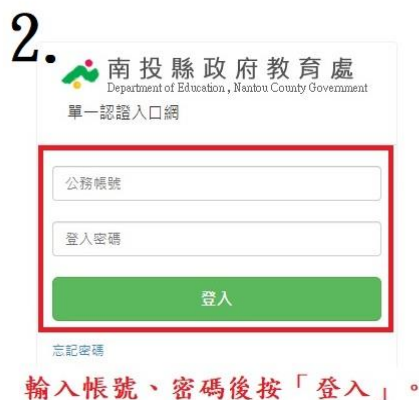 2.
南投縣政府教育處
Department of Education , Nantou County Government
單一認證入口網
公務帳號
登入密碼
登入
忘記密碼
輸入帳號、密碼後按「登入」。